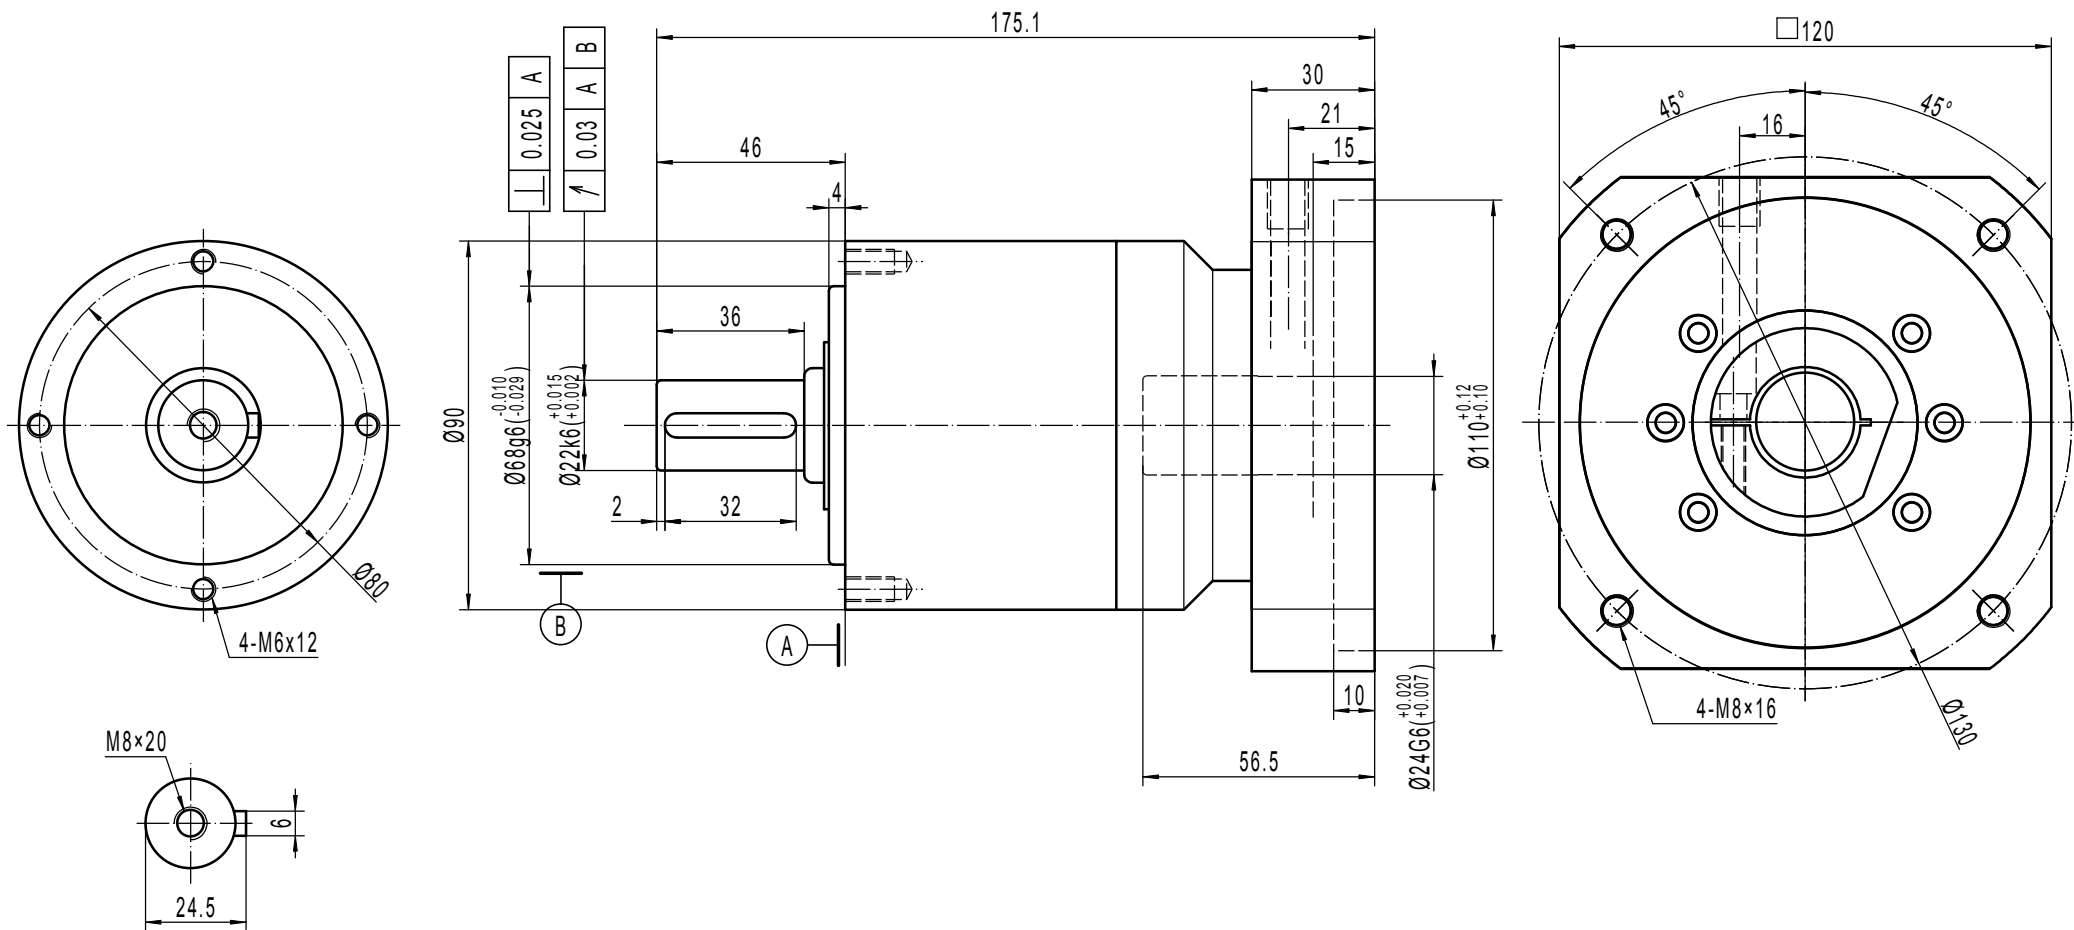 175.1
□120
30
45°
45°
21
16
15
46
4
⊥ 0.025 A
↗ 0.03 A B
36
Ø90
Ø68g6(-0.010 -0.029)
Ø22k6(+0.015 +0.002)
Ø110+0.12 +0.10
2
32
Ø80
4-M6x12
B
A
10
Ø24G6(+0.020 +0.007)
56.5
4-M8×16
Ø130
M8×20
6
24.5